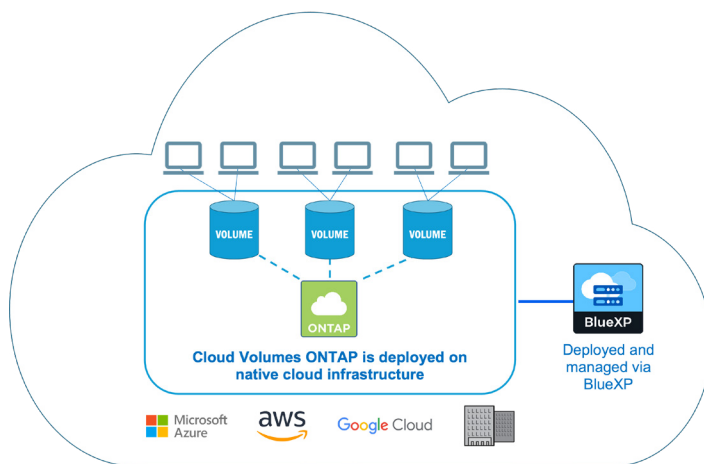 VOLUME
VOLUME
VOLUME
ONTAP
Cloud Volumes ONTAP is deployed on
native cloud infrastructure
BlueXP
Deployed and
managed via
BlueXP
Microsoft
Azure
aws
Google Cloud